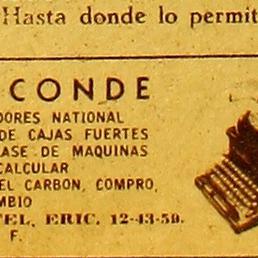 Hasta donde lo permit
CONDE
DORES NATIONAL
DE CAJAS FUERTES
LASE DE MAQUINAS
CALCULAR
EL CARBON, COMPRO,
MBIO
TEL, ERIC. 12-43-59.
F.